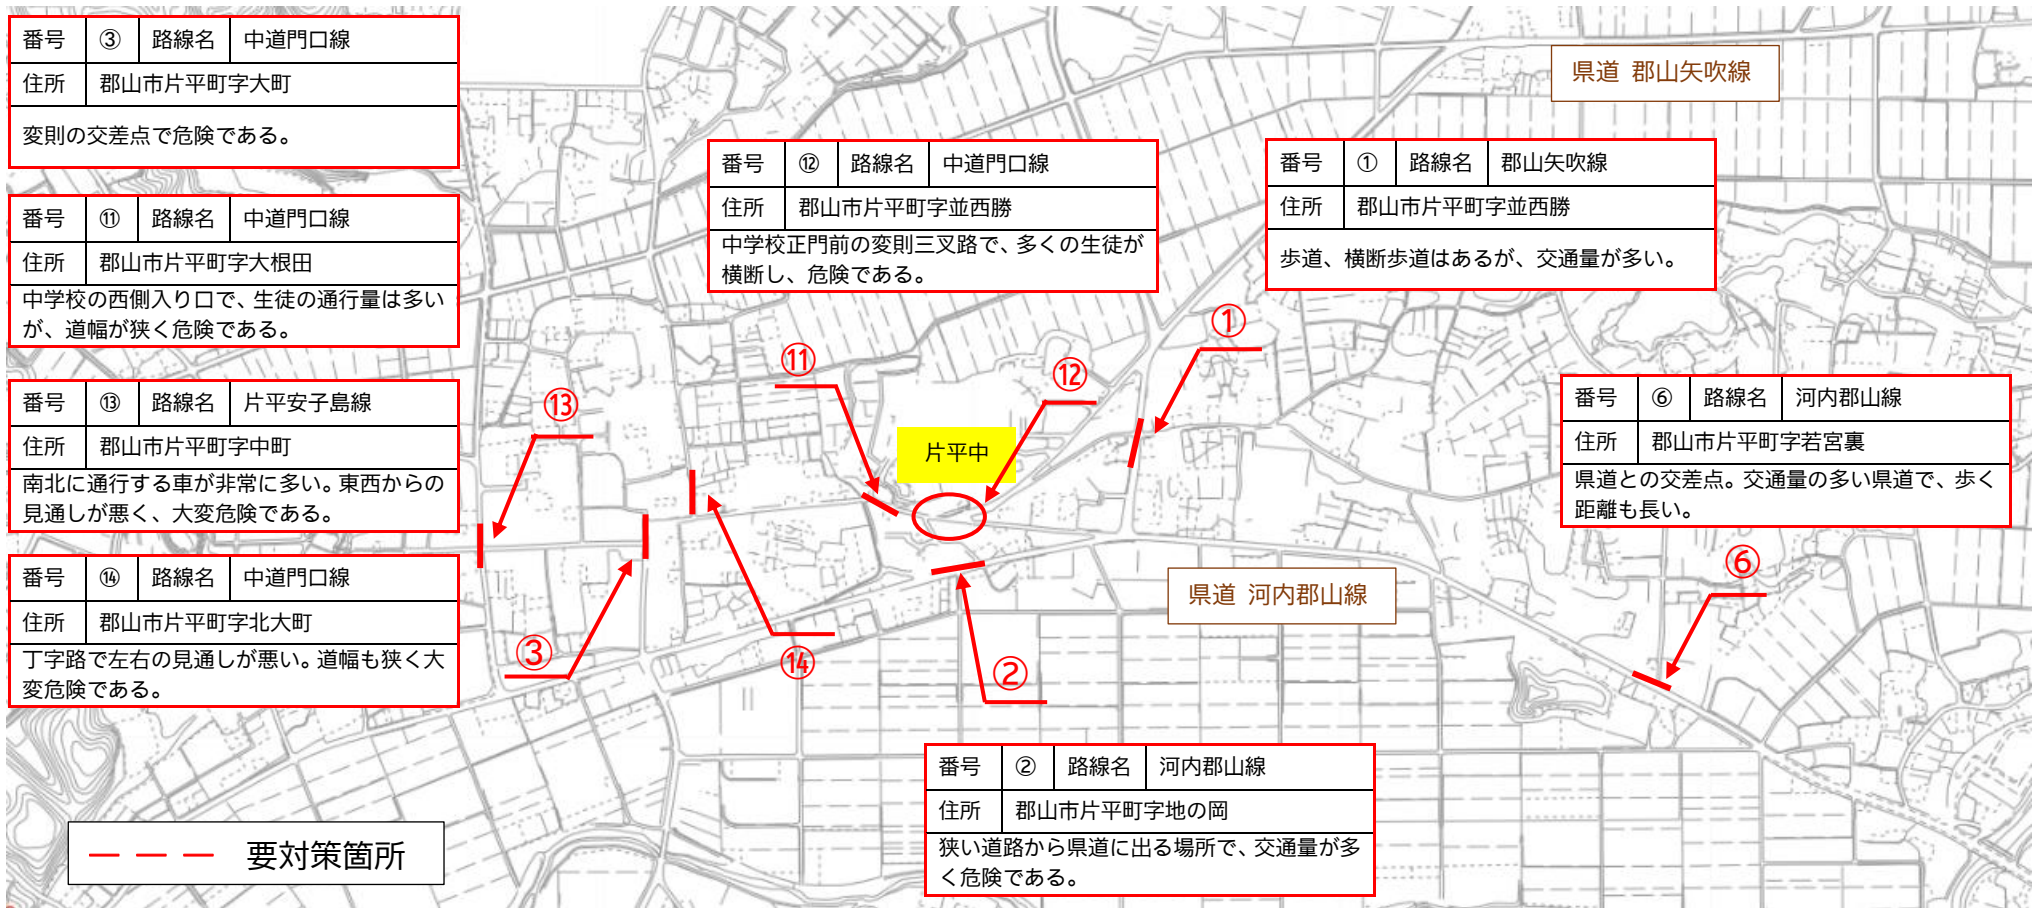 番号 ③ 路線名 中道門口線
住所 郡山市片平町字大町
変則の交差点で危険である。
番号 ⑪ 路線名 中道門口線
住所 郡山市片平町字大根田
中学校の西側入り口で、生徒の通行量は多い
が、道幅が狭く危険である。
番号 ⑬ 路線名 片平安子島線
住所 郡山市片平町字中町
南北に通行する車が非常に多い。東西からの
見通しが悪く、大変危険である。
番号 ⑭ 路線名 中道門口線
住所 郡山市片平町字北大町
丁字路で左右の見通しが悪い。道幅も狭く大
変危険である。
番号 ⑫ 路線名 中道門口線
住所 郡山市片平町字並西勝
中学校正門前の変則三叉路で、多くの生徒が
横断し、危険である。
番号 ① 路線名 郡山矢吹線
住所 郡山市片平町字並西勝
歩道、横断歩道はあるが、交通量が多い。
県道 郡山矢吹線
番号 ⑥ 路線名 河内郡山線
住所 郡山市片平町字若宮裏
県道との交差点。交通量の多い県道で、歩く
距離も長い。
①
⑪
⑫
⑬
片平中
⑥
県道 河内郡山線
③
⑭
②
番号 ② 路線名 河内郡山線
住所 郡山市片平町字地の岡
狭い道路から県道に出る場所で、交通量が多
く危険である。
要対策箇所